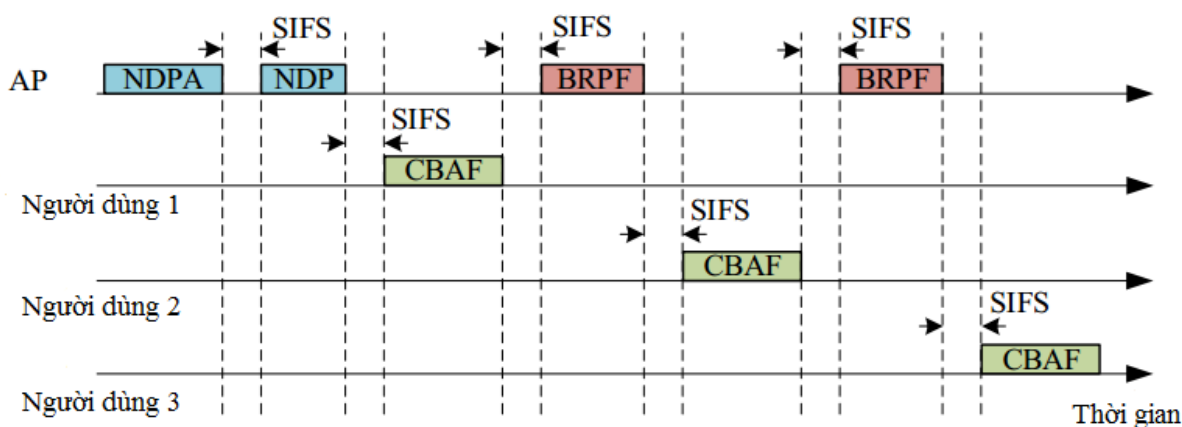 SIFS SIFS SIFS
AP NDPA NDP BRPF BRPF
SIFS
CBAF
Người dùng 1
SIFS
CBAF
Người dùng 2
SIFS
CBAF
Người dùng 3
Thời gian